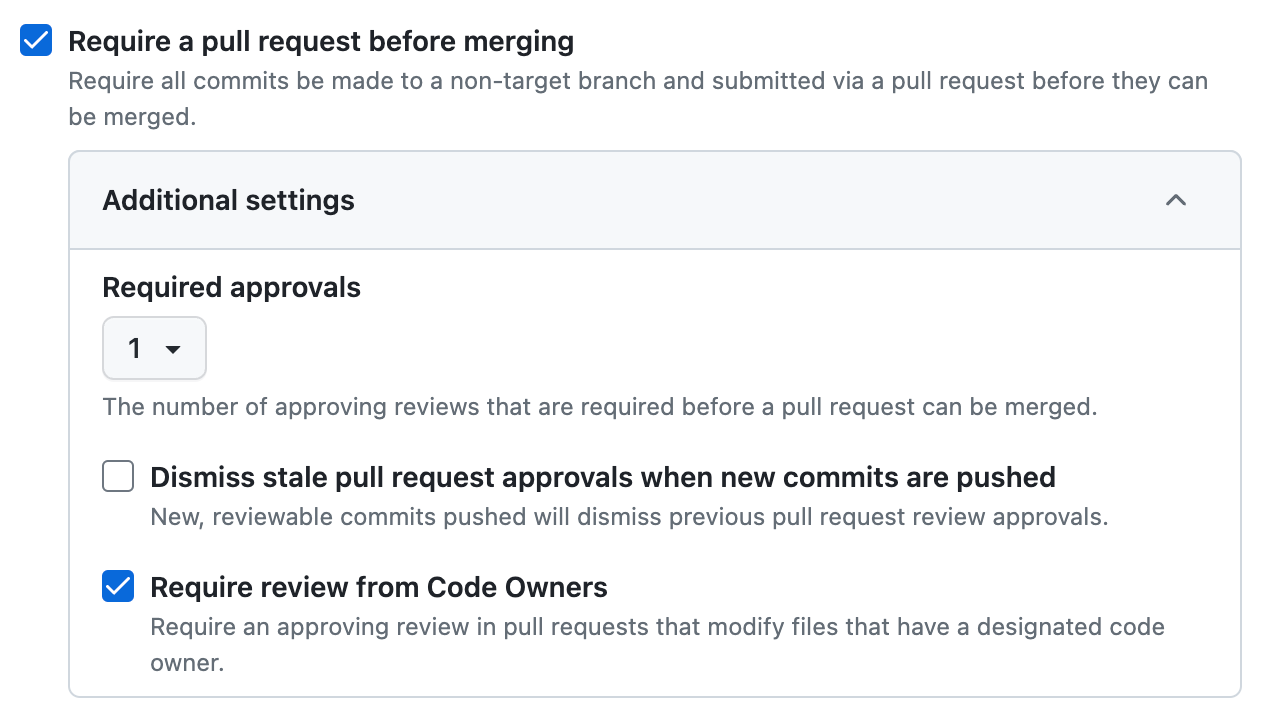 Require a pull request before merging
Require all commits be made to a non-target branch and submitted via a pull request before they can
be merged.
Additional settings
Required approvals
1
The number of approving reviews that are required before a pull request can be merged.
Dismiss stale pull request approvals when new commits are pushed
New, reviewable commits pushed will dismiss previous pull request review approvals.
Require review from Code Owners
Require an approving review in pull requests that modify files that have a designated code
owner.